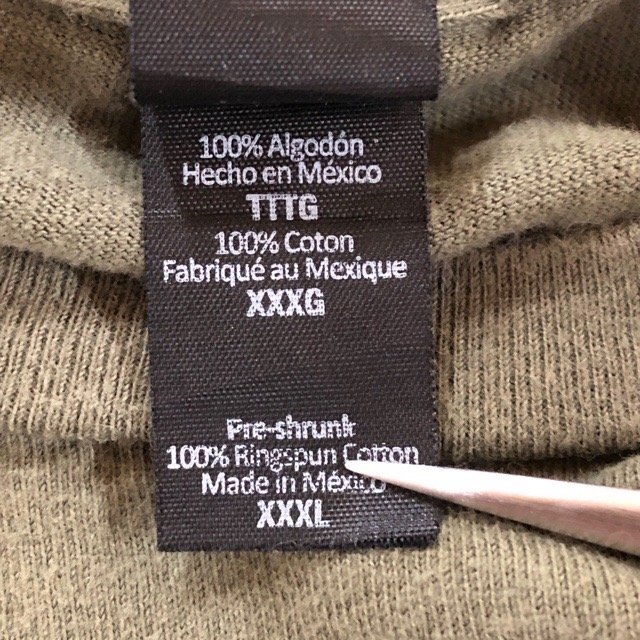 100% Algodón
Hecho en México
TTTG
100% Coton
Fabriqué au Mexique
XXXG
Pre-shrunk
100% Ringspun Cotton
Made in México
XXXL